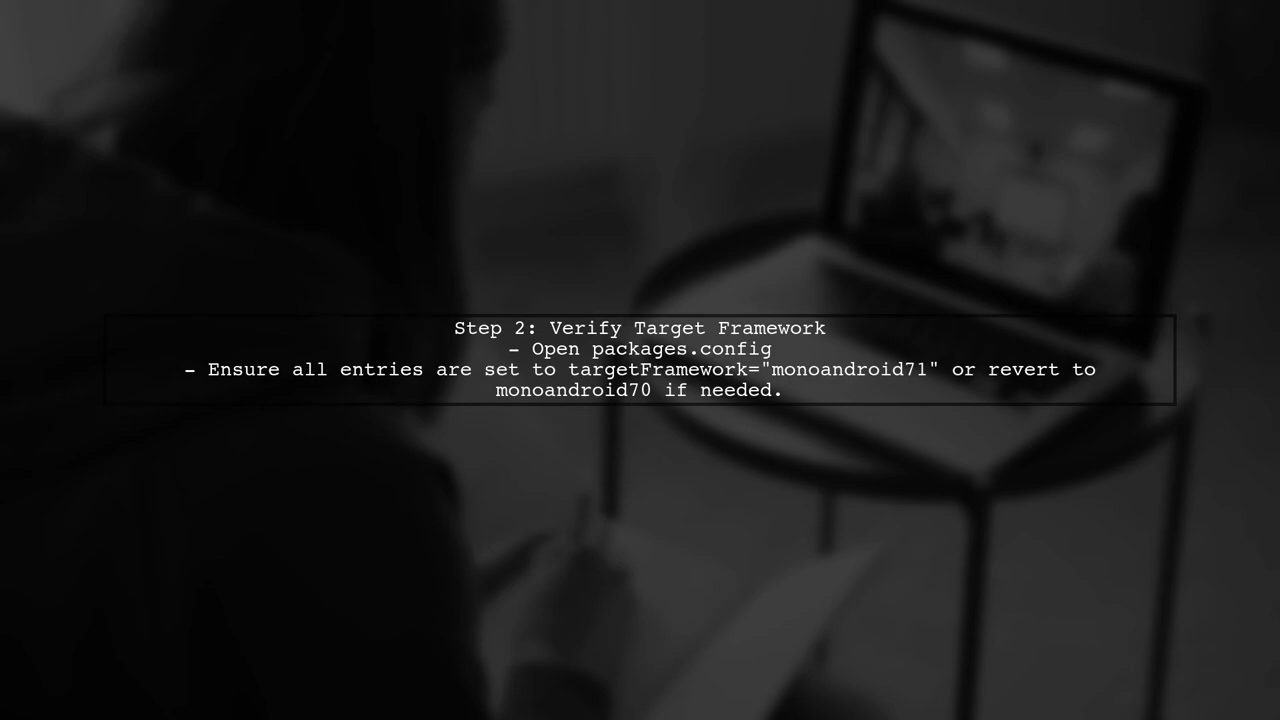 Step 2: Verify Target Framework
- Open packages.config
- Ensure all entries are set to targetFramework="monoandroid71" or revert to
monoandroid70 if needed.